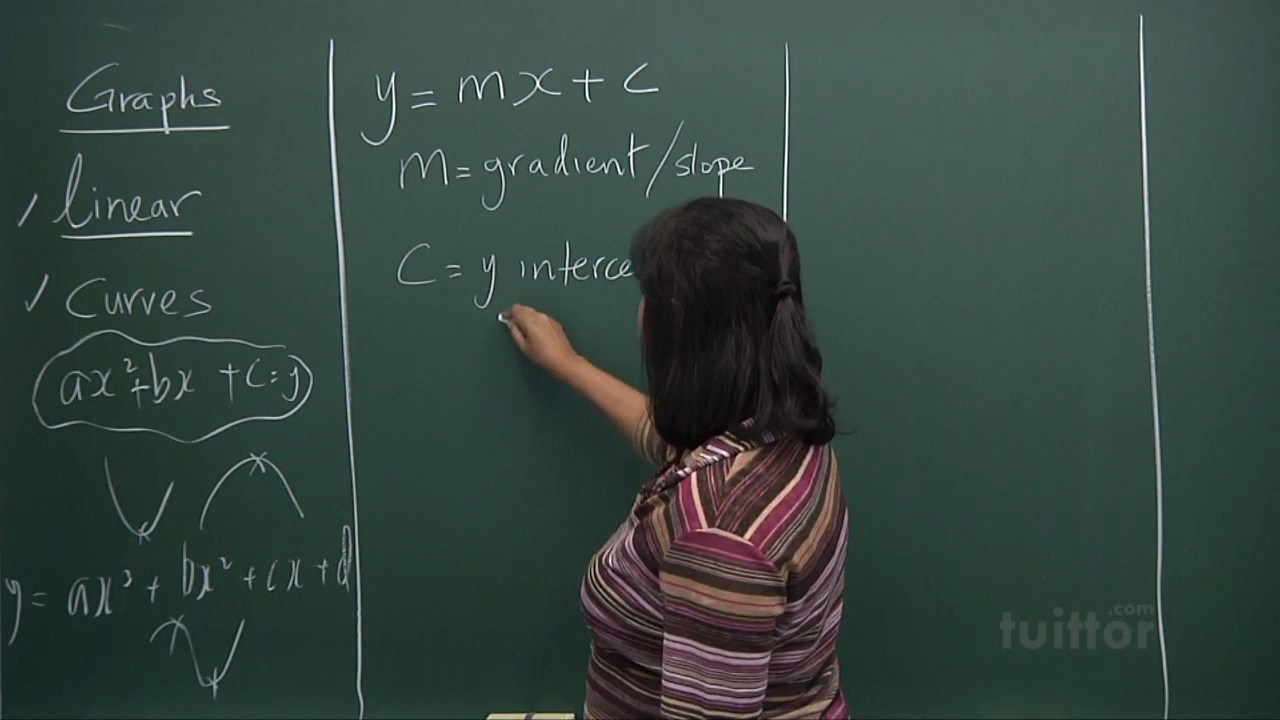 Graphs
linear
Curves
ax²+bx +c=y
y = ax³ + bx² + cx + d
y = mx + c
m = gradient/slope
C = y interce
tuittor.com